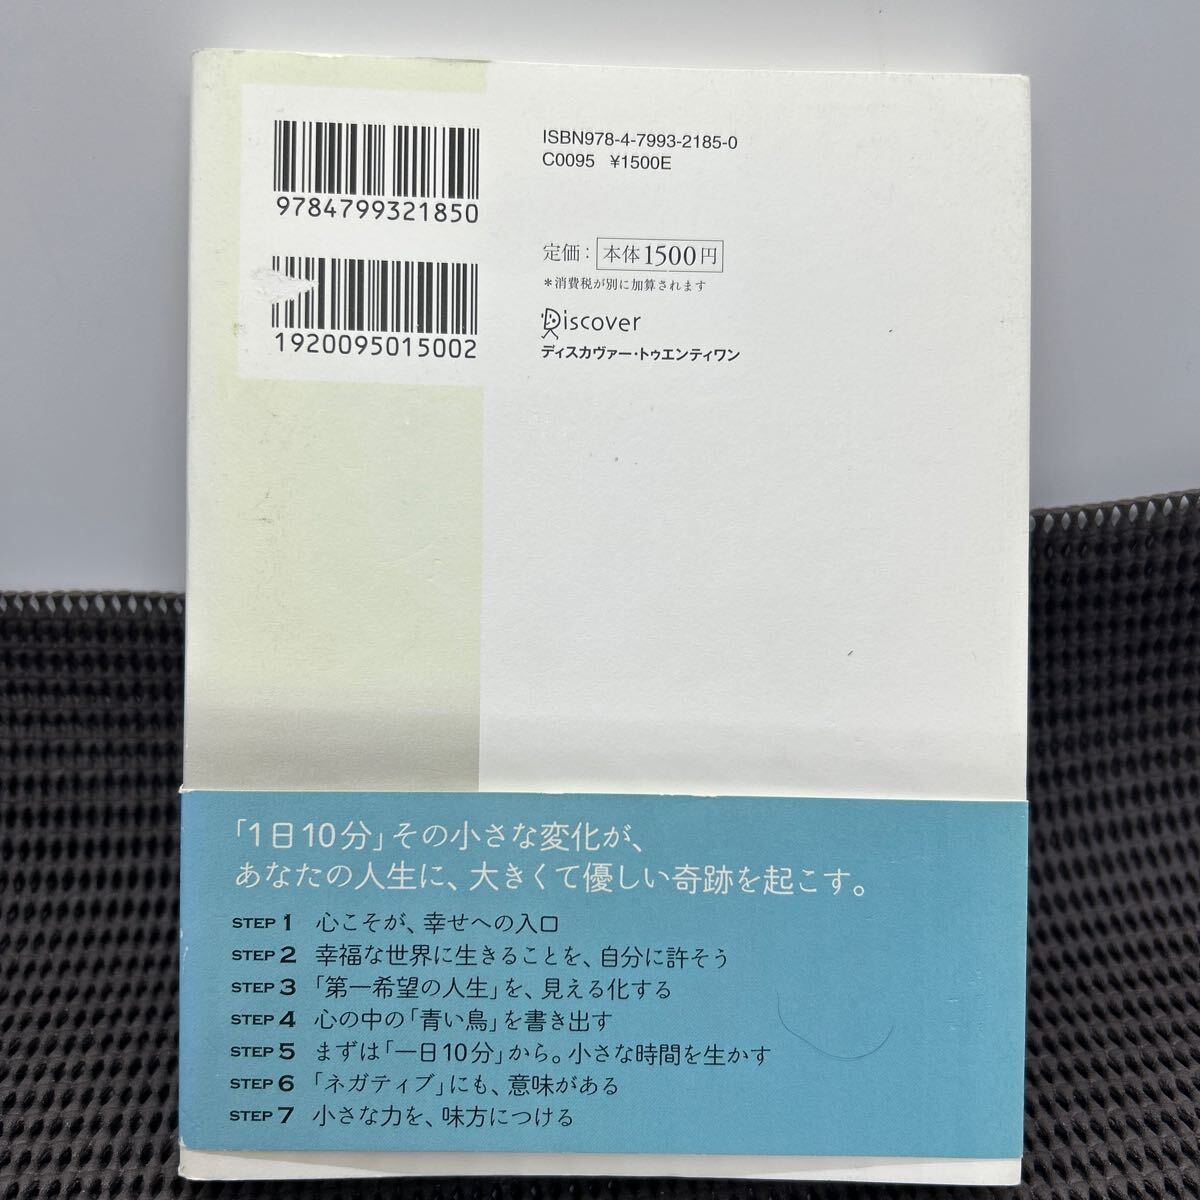 9784799321850
1920095015002
ISBN978-4-7993-2185-0
C0095 ¥1500E
定価：本体1500円
＊消費税が別に加算されます
Discover
ディスカヴァー・トゥエンティワン
「1日10分」その小さな変化が、
あなたの人生に、大きくて優しい奇跡を起こす。
STEP 1 心こそが、幸せへの入口
STEP 2 幸福な世界に生きることを、自分に許そう
STEP 3 「第一希望の人生」を、見える化する
STEP 4 心の中の「青い鳥」を書き出す
STEP 5 まずは「一日10分」から。小さな時間を生かす
STEP 6 「ネガティブ」にも、意味がある
STEP 7 小さな力を、味方につける